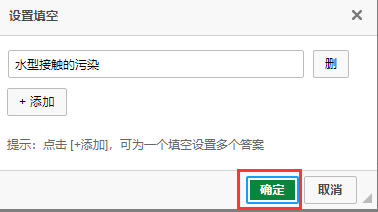 设置填空
水型接触的污染 删
+ 添加
提示：点击 [+添加]，可为一个填空设置多个答案
确定 取消